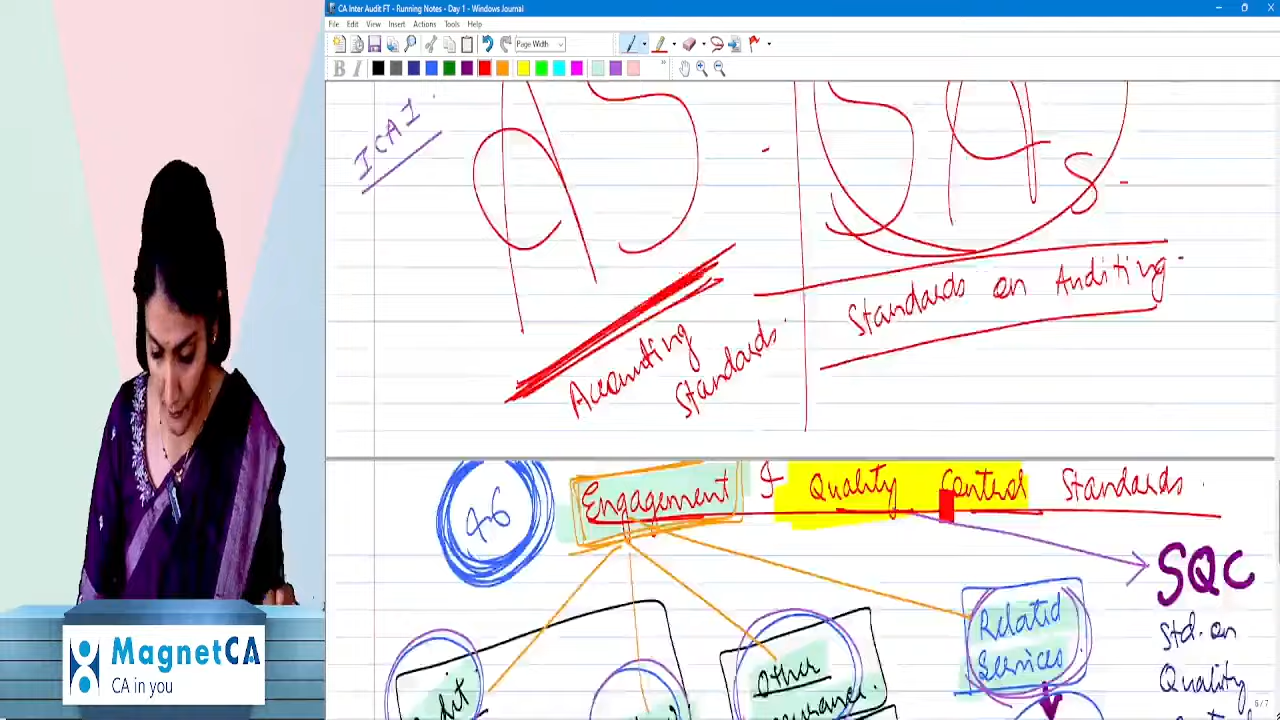 CA Inter Audit FT - Running Notes - Day 1 - Windows Journal
File Edit View Insert Actions Tools Help
Page Width
B I
ICAI.
AS
SAs
Accounting
Standards.
Standards on Auditing
46
Engagement & Quality Control Standards
SQC
Std. on
Quality
Related
Services
Other
MagnetCA
CA in you
6 / 7